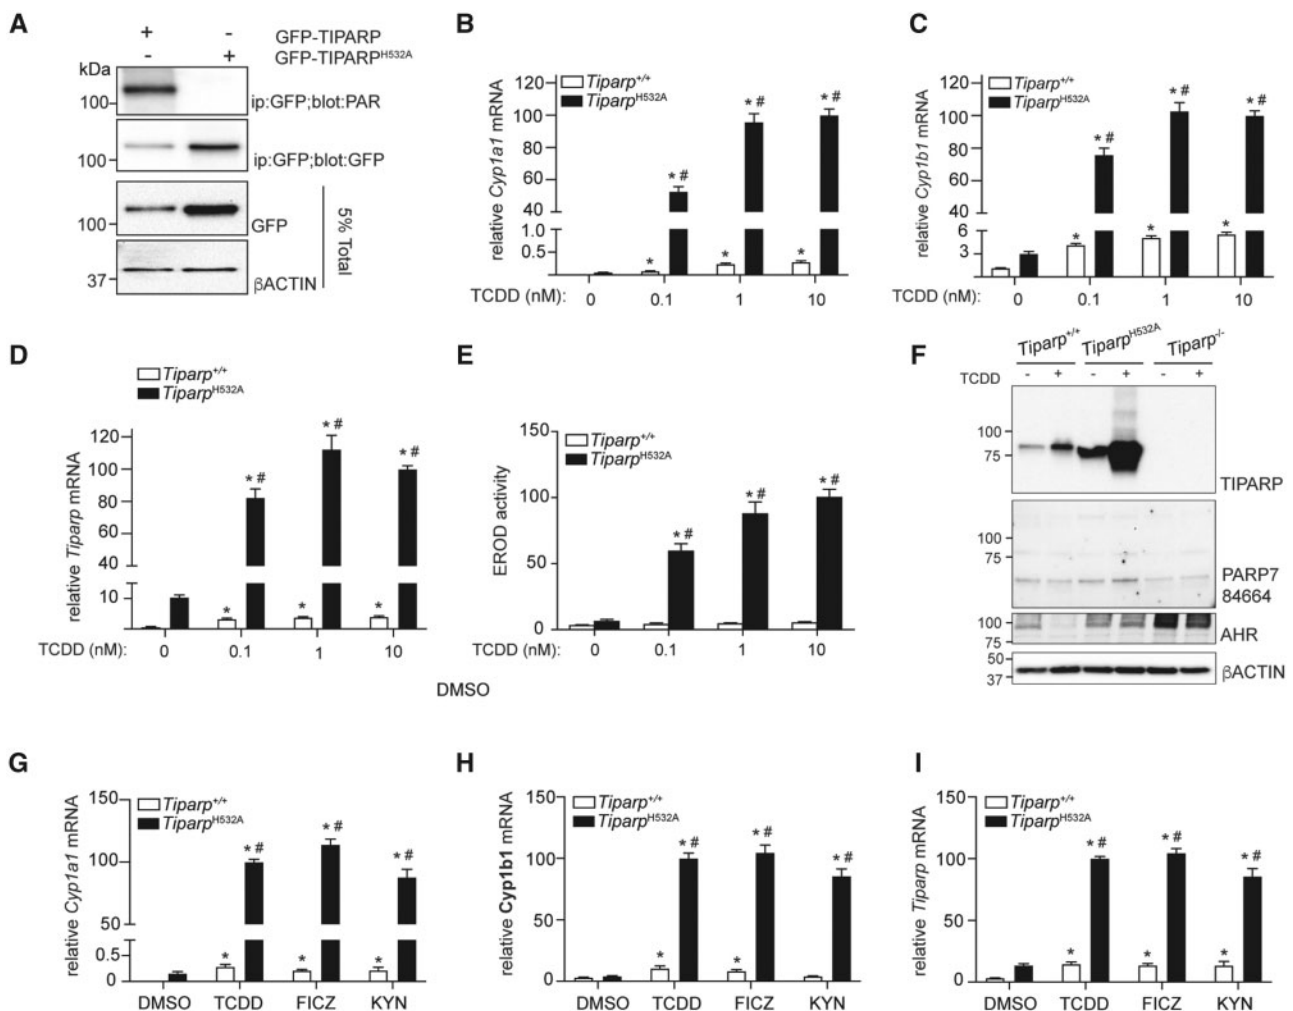 A
+ - GFP-TIPARP
- + GFP-TIPARPH532A
kDa
100
ip:GFP;blot:PAR
100
ip:GFP;blot:GFP
100
GFP
37
βACTIN
5% Total
B
Tiparp+/+
TiparpH532A
relative Cyp1a1 mRNA
120
100
80
60
40
1.0
0.5
TCDD (nM): 0 0.1 1 10
* * # * * # * * #
C
Tiparp+/+
TiparpH532A
relative Cyp1b1 mRNA
120
100
80
60
40
6
3
TCDD (nM): 0 0.1 1 10
* * # * * # * * #
D
Tiparp+/+
TiparpH532A
relative Tiparp mRNA
120
100
80
60
40
10
TCDD (nM): 0 0.1 1 10
* * # * * # * * #
E
Tiparp+/+
TiparpH532A
EROD activity
150
100
50
0
TCDD (nM): 0 0.1 1 10
* # * # * #
DMSO
F
Tiparp+/+ TiparpH532A Tiparp-/-
TCDD - + - + - +
100
75
TIPARP
100
75
PARP7
84664
100
75
AHR
50
37
βACTIN
G
Tiparp+/+
TiparpH532A
relative Cyp1a1 mRNA
150
100
50
0.5
0
DMSO TCDD FICZ KYN
* * # * * # * * #
H
Tiparp+/+
TiparpH532A
relative Cyp1b1 mRNA
150
100
50
0
DMSO TCDD FICZ KYN
* * # * * # * #
I
Tiparp+/+
TiparpH532A
relative Tiparp mRNA
150
100
50
0
DMSO TCDD FICZ KYN
* * # * * # * * #